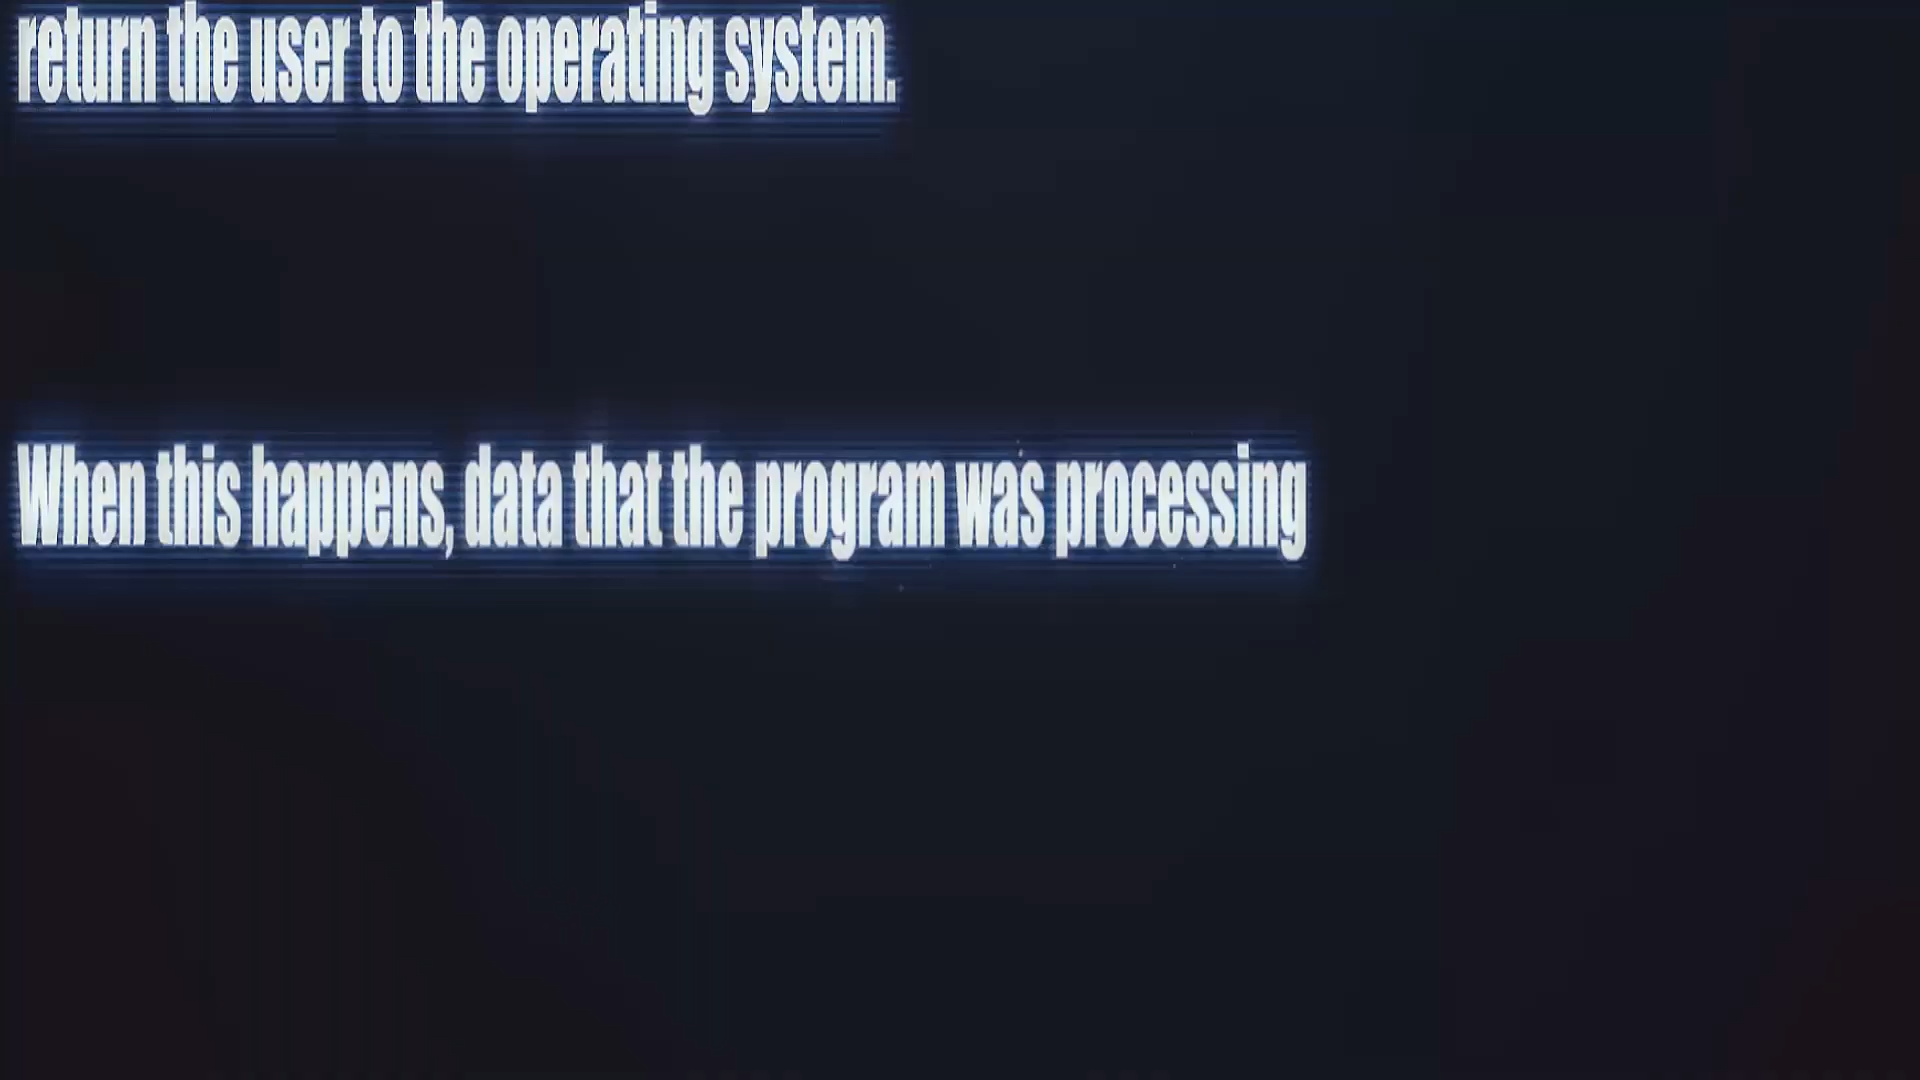 return the user to the operating system.
When this happens, data that the program was processing